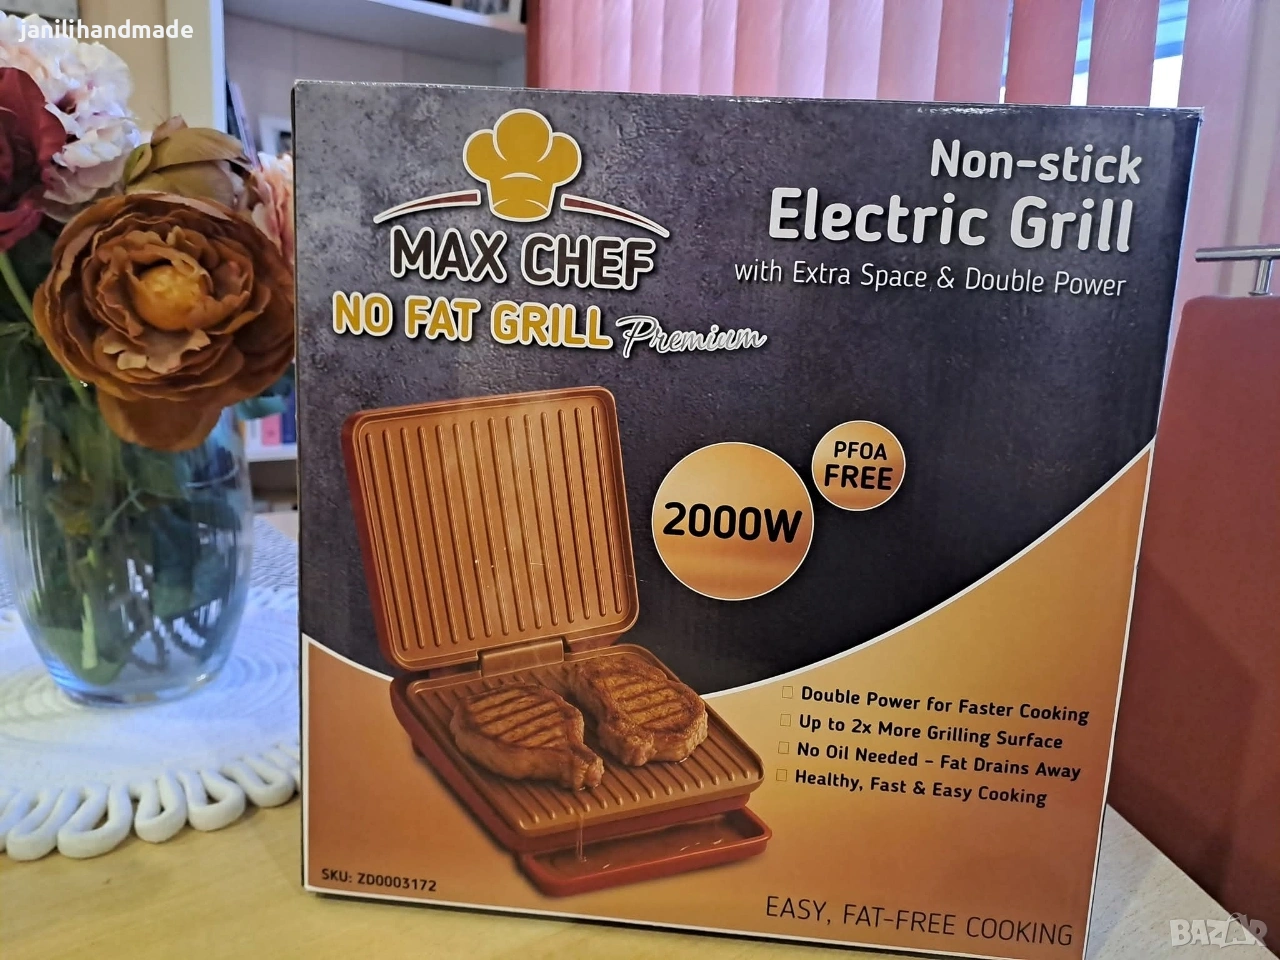 janilihandmade
MAX CHEF
NO FAT GRILL Premium
Non-stick
Electric Grill
with Extra Space & Double Power
PFOA
FREE
2000W
Double Power for Faster Cooking
Up to 2x More Grilling Surface
No Oil Needed - Fat Drains Away
Healthy, Fast & Easy Cooking
SKU: ZD0003172
EASY, FAT-FREE COOKING
BAZAR